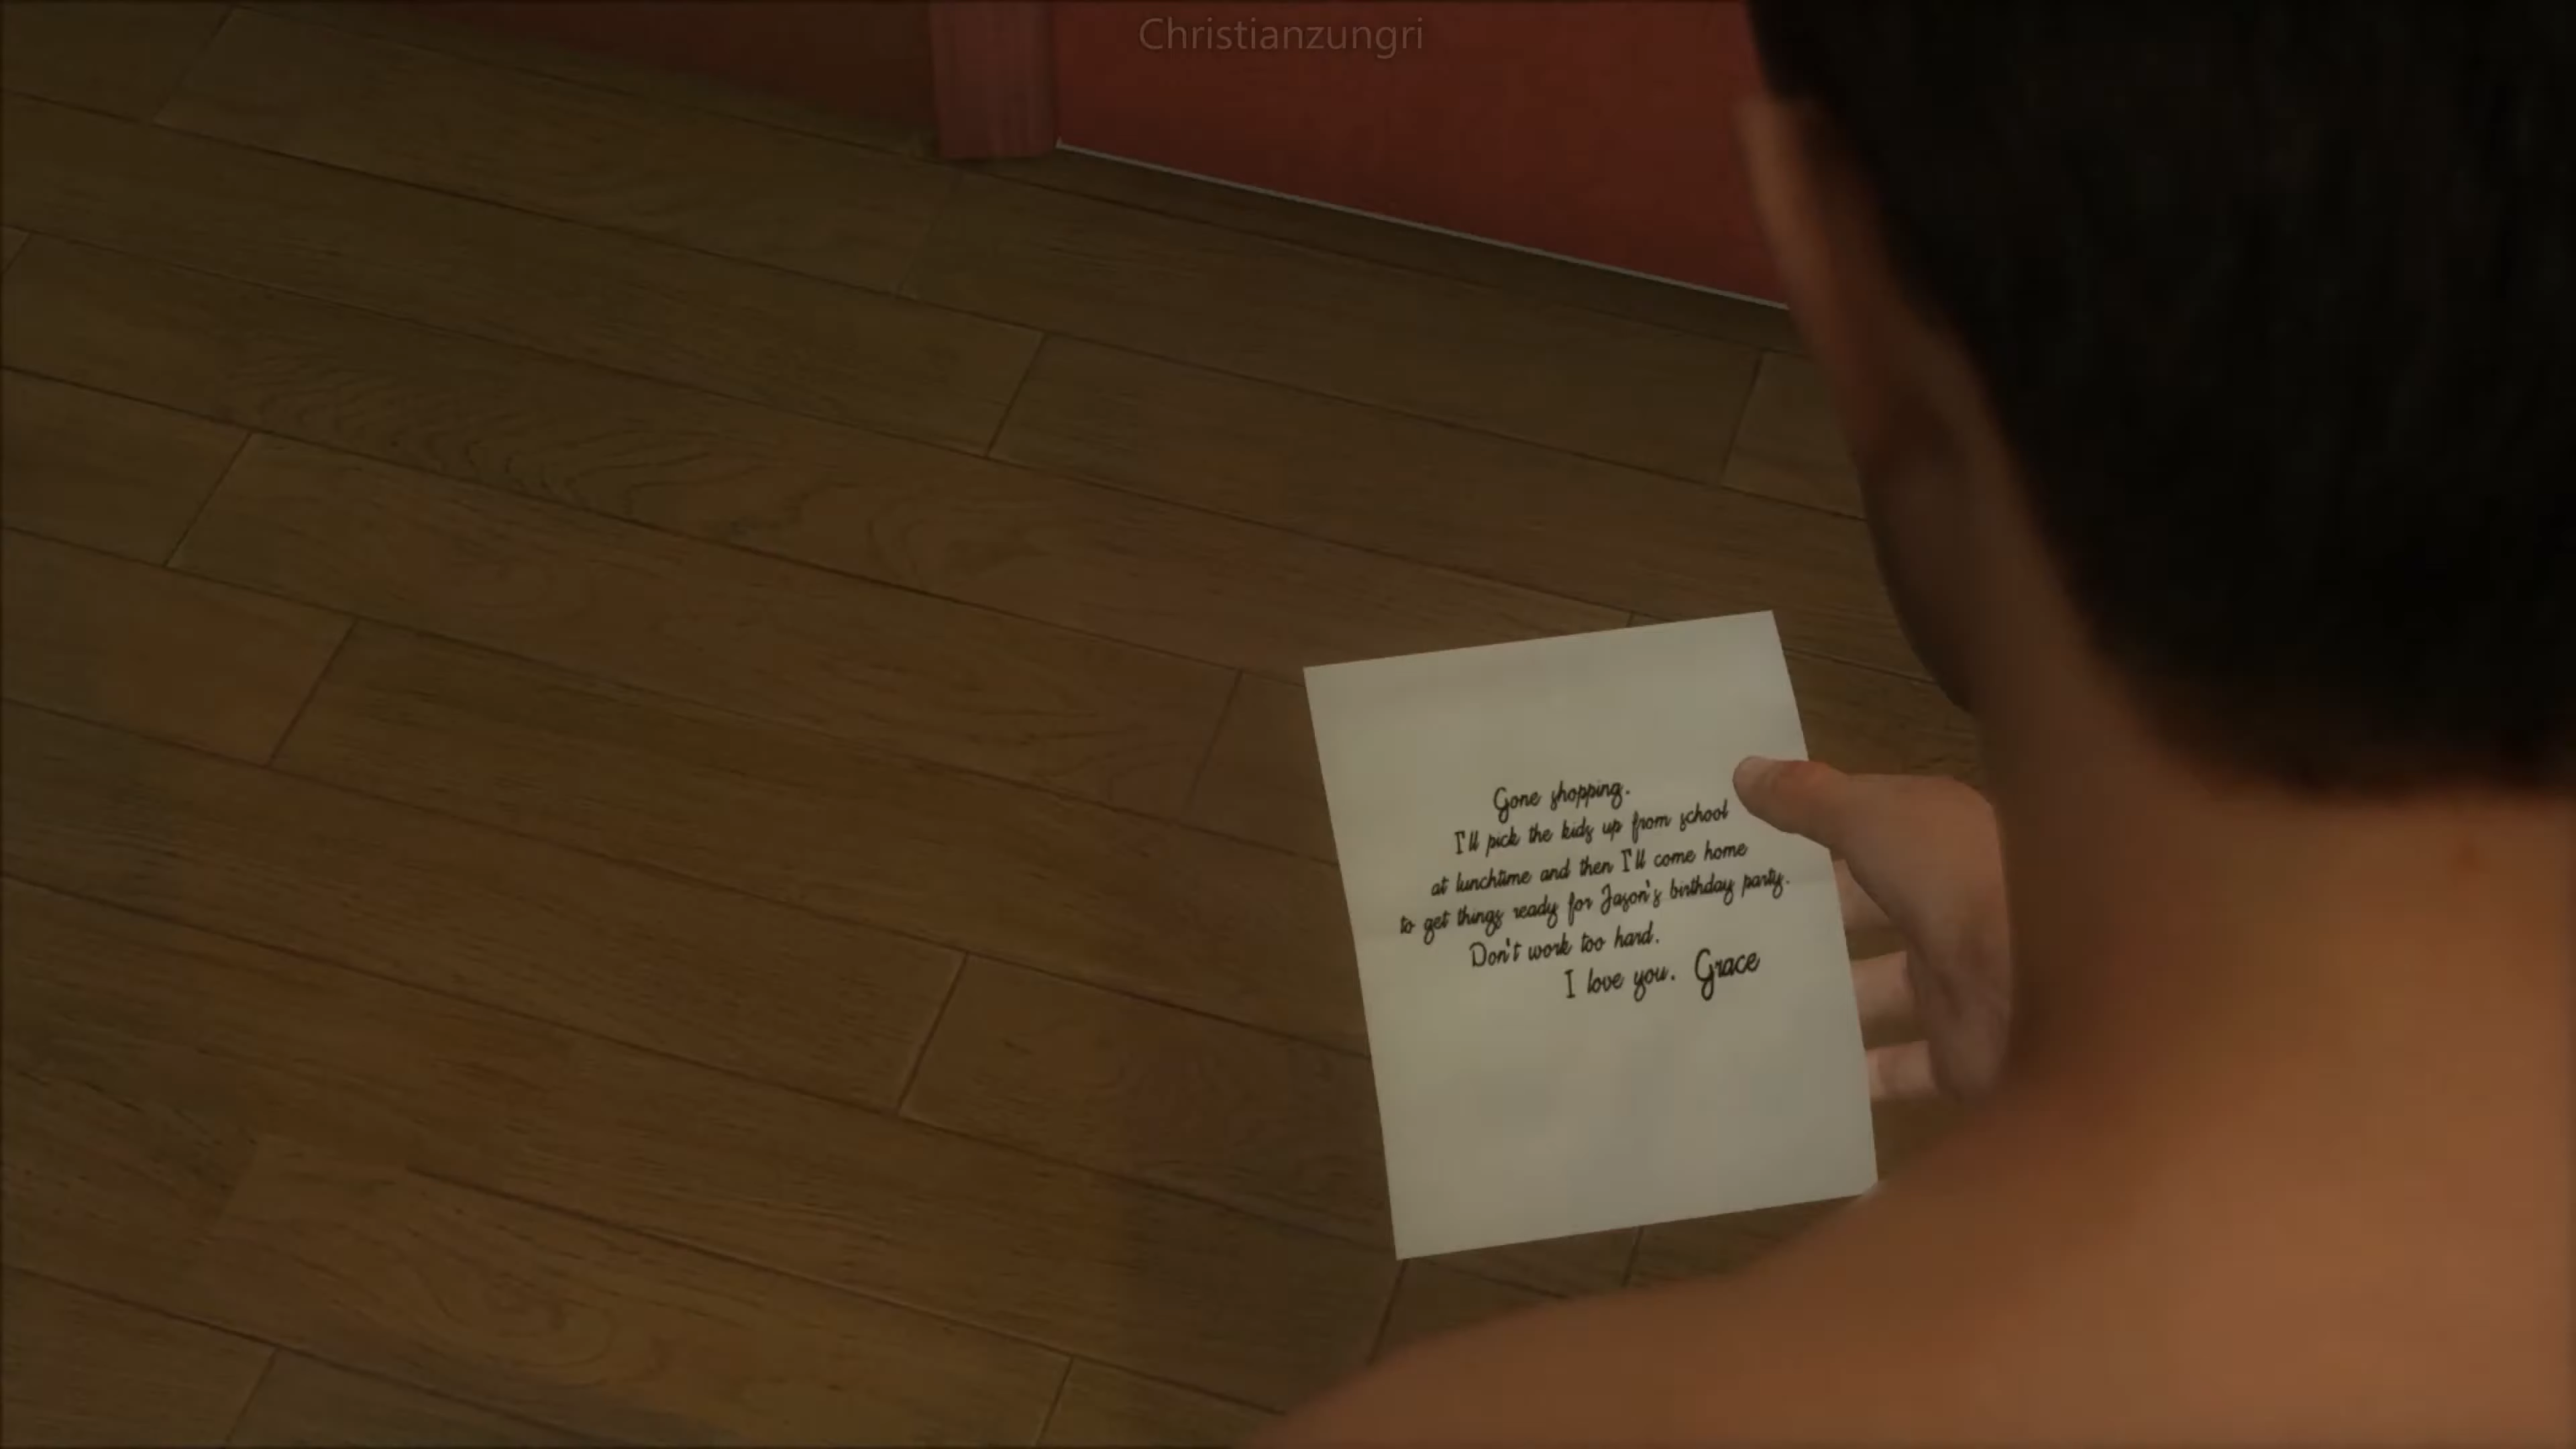 Christianzungri
Gone shopping.
I'll pick the kids up from school
at lunchtime and then I'll come home
to get things ready for Jason's birthday party.
Don't work too hard.
I love you. Grace